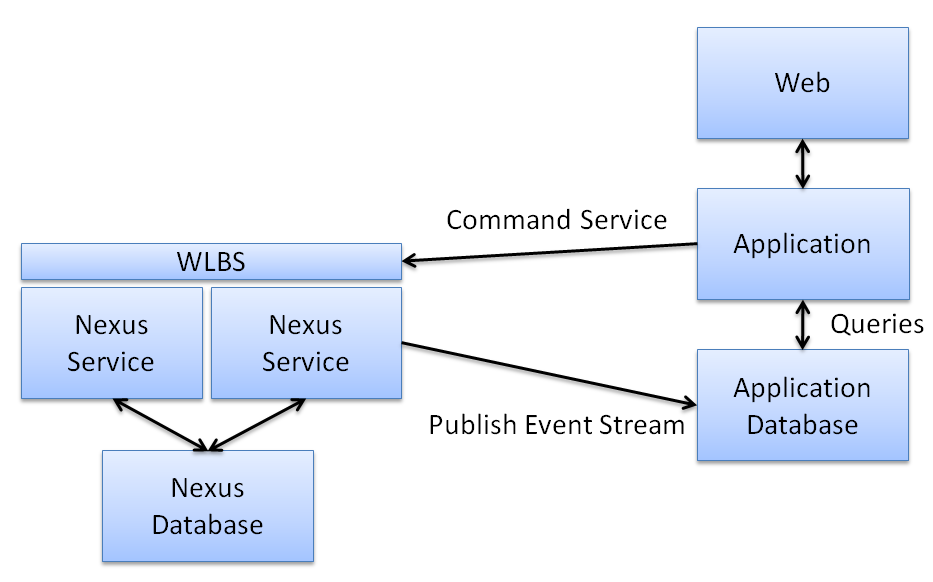 Web
Command Service
Application
WLBS
Nexus
Service
Nexus
Service
Queries
Application
Database
Publish Event Stream
Nexus
Database